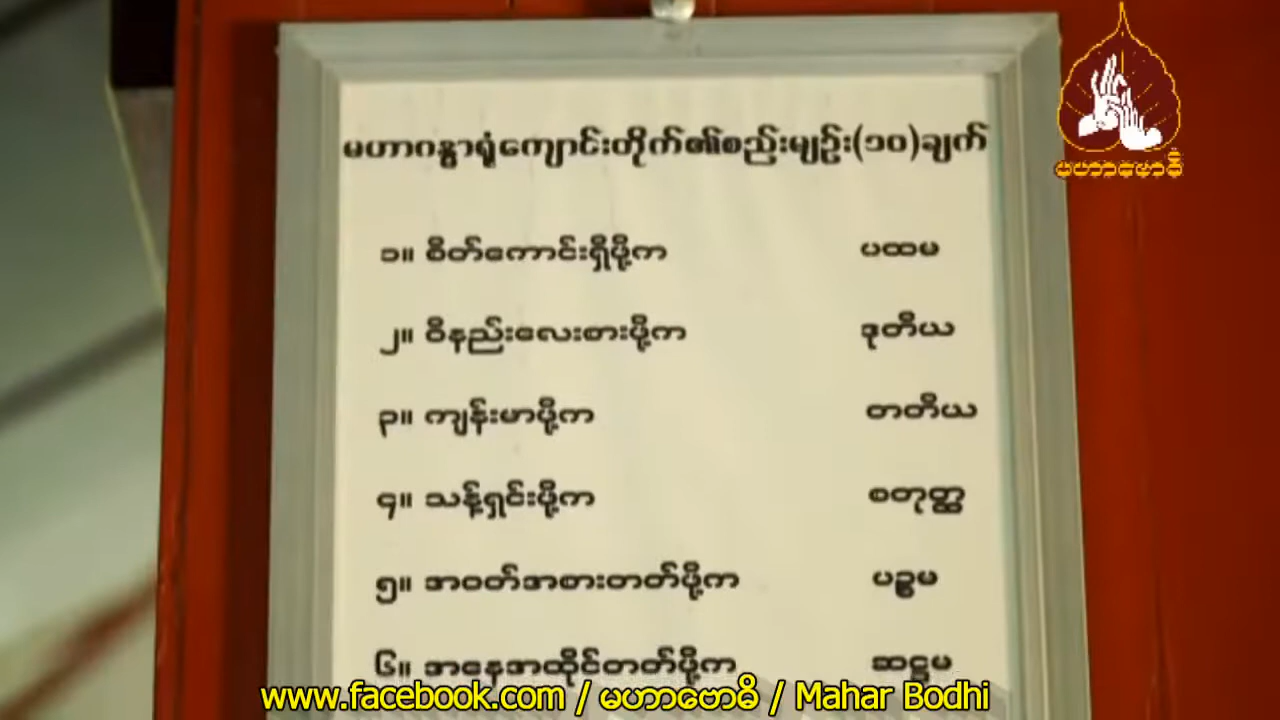 မဟာဂန္ဓာရုံကျောင်းတိုက်၏စည်းမျဉ်း(၁၀)ချက်
မဟာဗောဓိ
၁။ စိတ်ကောင်းရှိဖို့က ပထမ
၂။ ဝိနည်းလေးစားဖို့က ဒုတိယ
၃။ ကျန်းမာဖို့က တတိယ
၄။ သန့်ရှင်းဖို့က စတုတ္ထ
၅။ အဝတ်အစားတတ်ဖို့က ပဉ္စမ
၆။ အနေအထိုင်တတ်ဖို့က ဆဋ္ဌမ
www.facebook.com / မဟာဗောဓိ / Mahar Bodhi